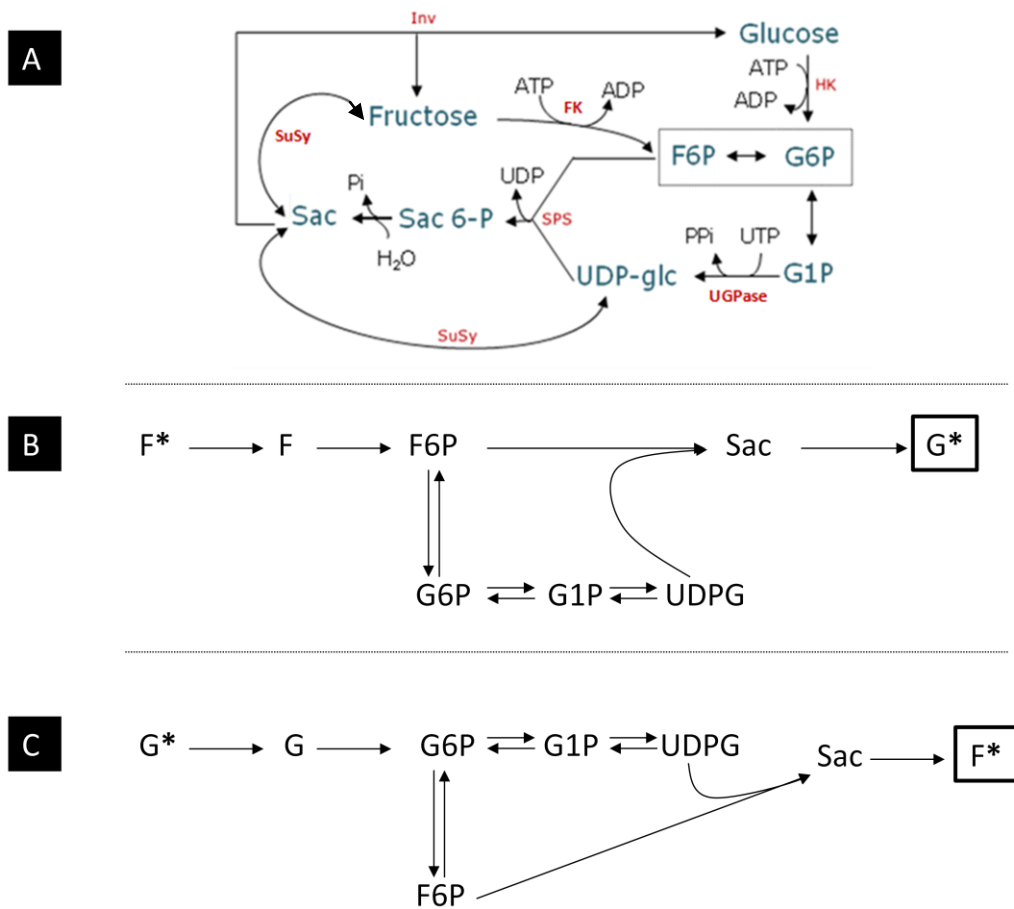 A
Inv
Glucose
ATP
HK
ADP
ATP
FK
ADP
Fructose
SuSy
F6P
G6P
UDP
Pi
Sac
Sac 6-P
SPS
H₂O
PPi
UTP
UDP-glc
G1P
UGPase
SuSy
B
F*
F
F6P
Sac
G*
G6P
G1P
UDPG
C
G*
G
G6P
G1P
UDPG
Sac
F*
F6P